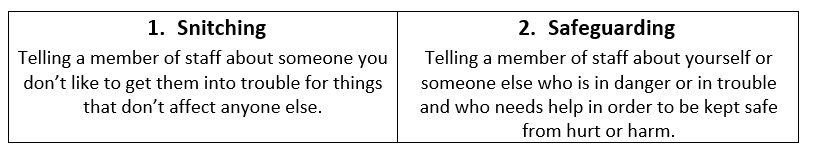 1. Snitching
Telling a member of staff about someone you
don't like to get them into trouble for things
that don't affect anyone else.
2. Safeguarding
Telling a member of staff about yourself or
someone else who is in danger or in trouble
and who needs help in order to be kept safe
from hurt or harm.